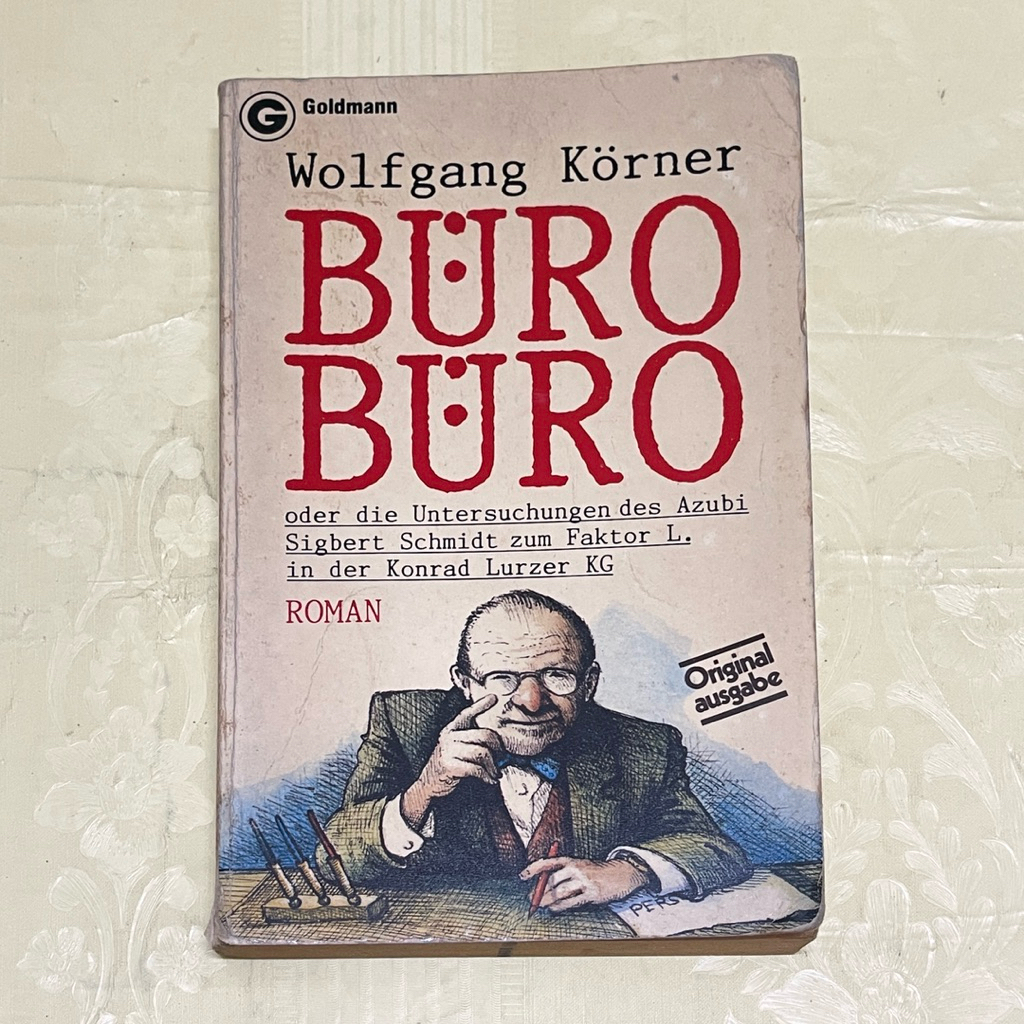 G Goldmann
Wolfgang Körner
BÜRO
BÜRO
oder die Untersuchungen des Azubi
Sigbert Schmidt zum Faktor L.
in der Konrad Lurzer KG
ROMAN
Original
ausgabe
PERS